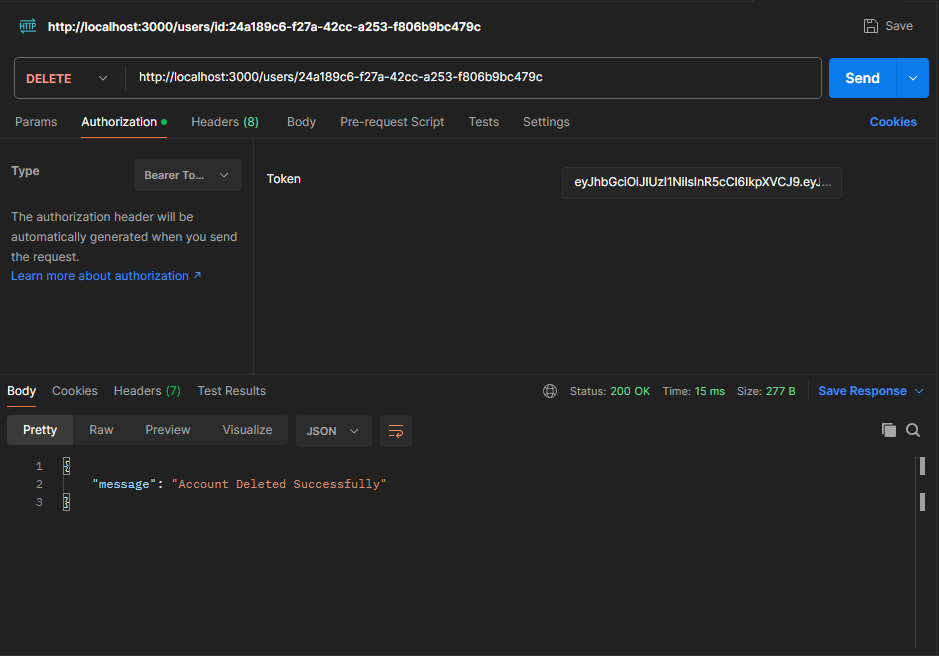 HTTP http://localhost:3000/users/id:24a189c6-f27a-42cc-a253-f806b9bc479c Save
DELETE http://localhost:3000/users/24a189c6-f27a-42cc-a253-f806b9bc479c Send
Params Authorization Headers (8) Body Pre-request Script Tests Settings Cookies
Type Bearer To...
Token eyJhbGciOiJIUzI1NiIsInR5cCI6IkpXVCJ9.eyJ...
The authorization header will be
automatically generated when you send
the request.
Learn more about authorization ↗
Body Cookies Headers (7) Test Results Status: 200 OK Time: 15 ms Size: 277 B Save Response
Pretty Raw Preview Visualize JSON
1 {
2 "message": "Account Deleted Successfully"
3 }